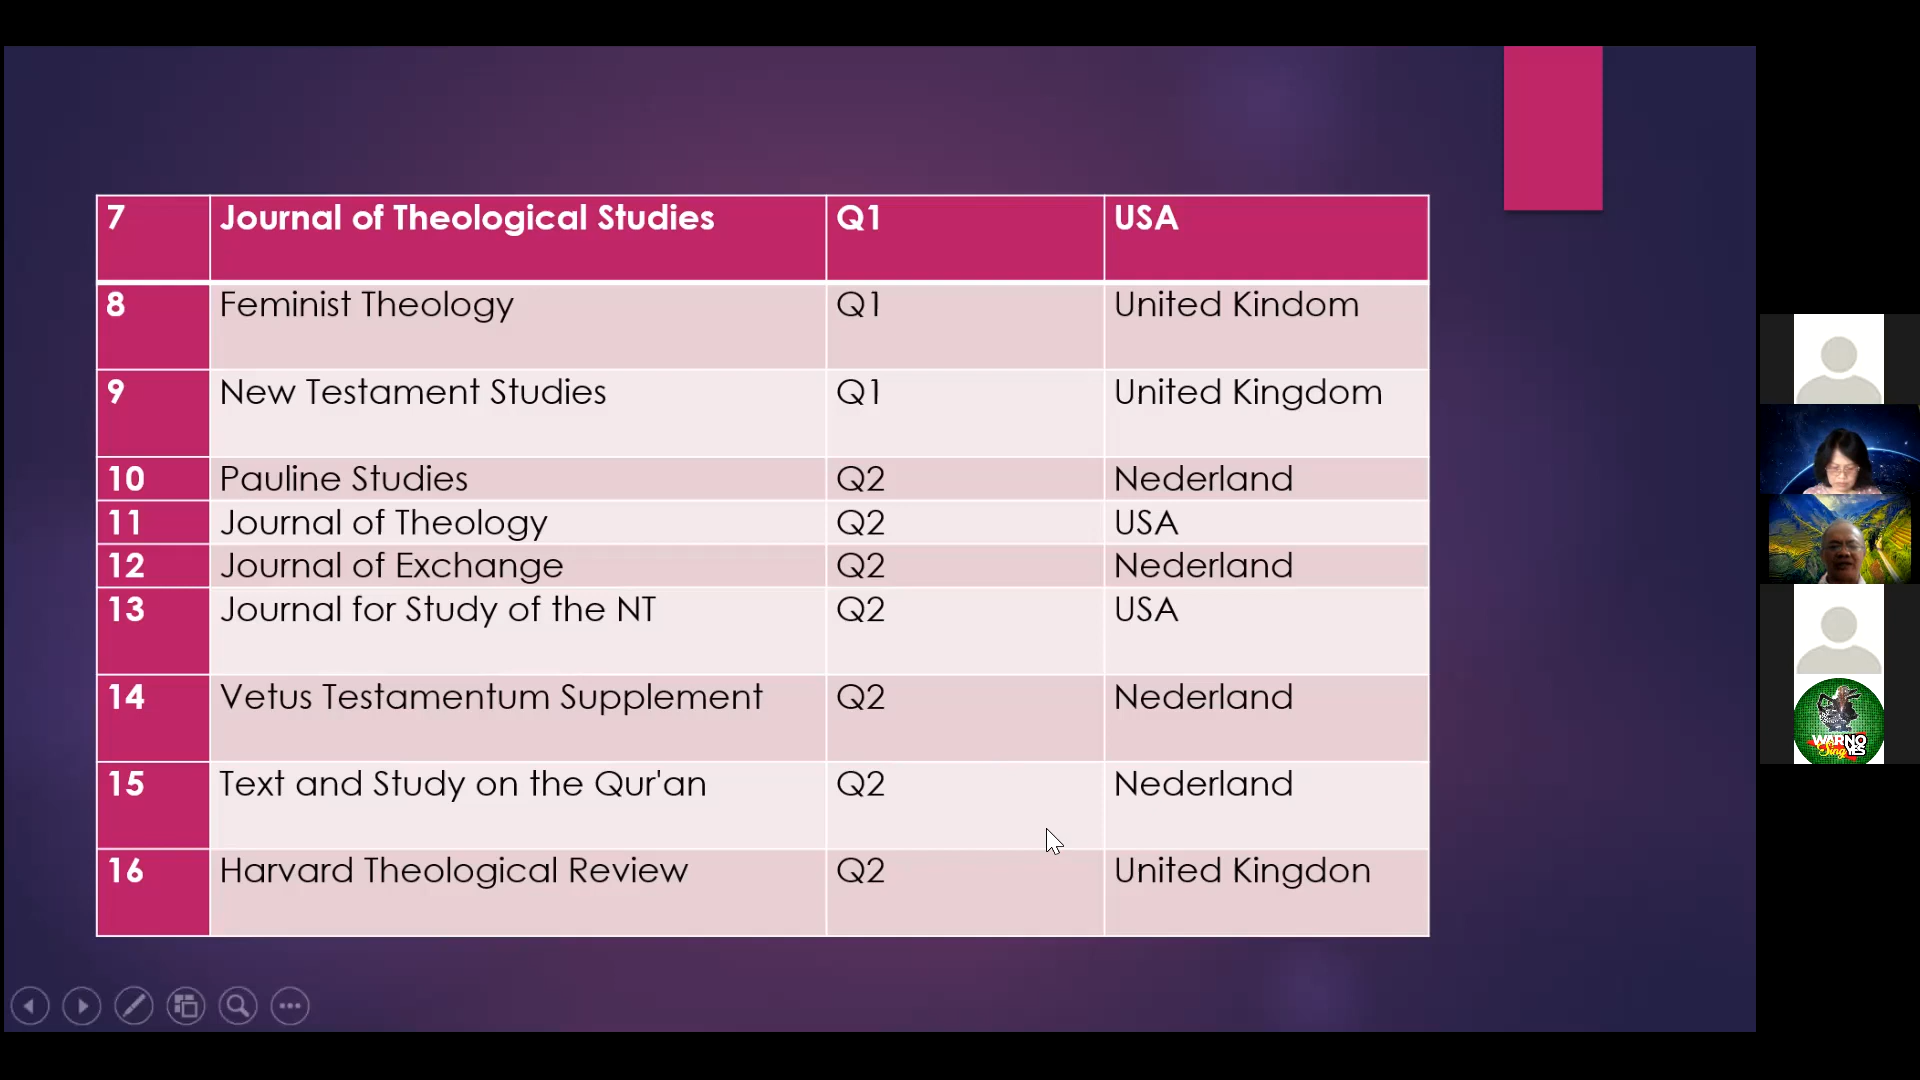 7 Journal of Theological Studies Q1 USA
8 Feminist Theology Q1 United Kindom
9 New Testament Studies Q1 United Kingdom
10 Pauline Studies Q2 Nederland
11 Journal of Theology Q2 USA
12 Journal of Exchange Q2 Nederland
13 Journal for Study of the NT Q2 USA
14 Vetus Testamentum Supplement Q2 Nederland
15 Text and Study on the Qur'an Q2 Nederland
16 Harvard Theological Review Q2 United Kingdon
WARNO
Sing YES